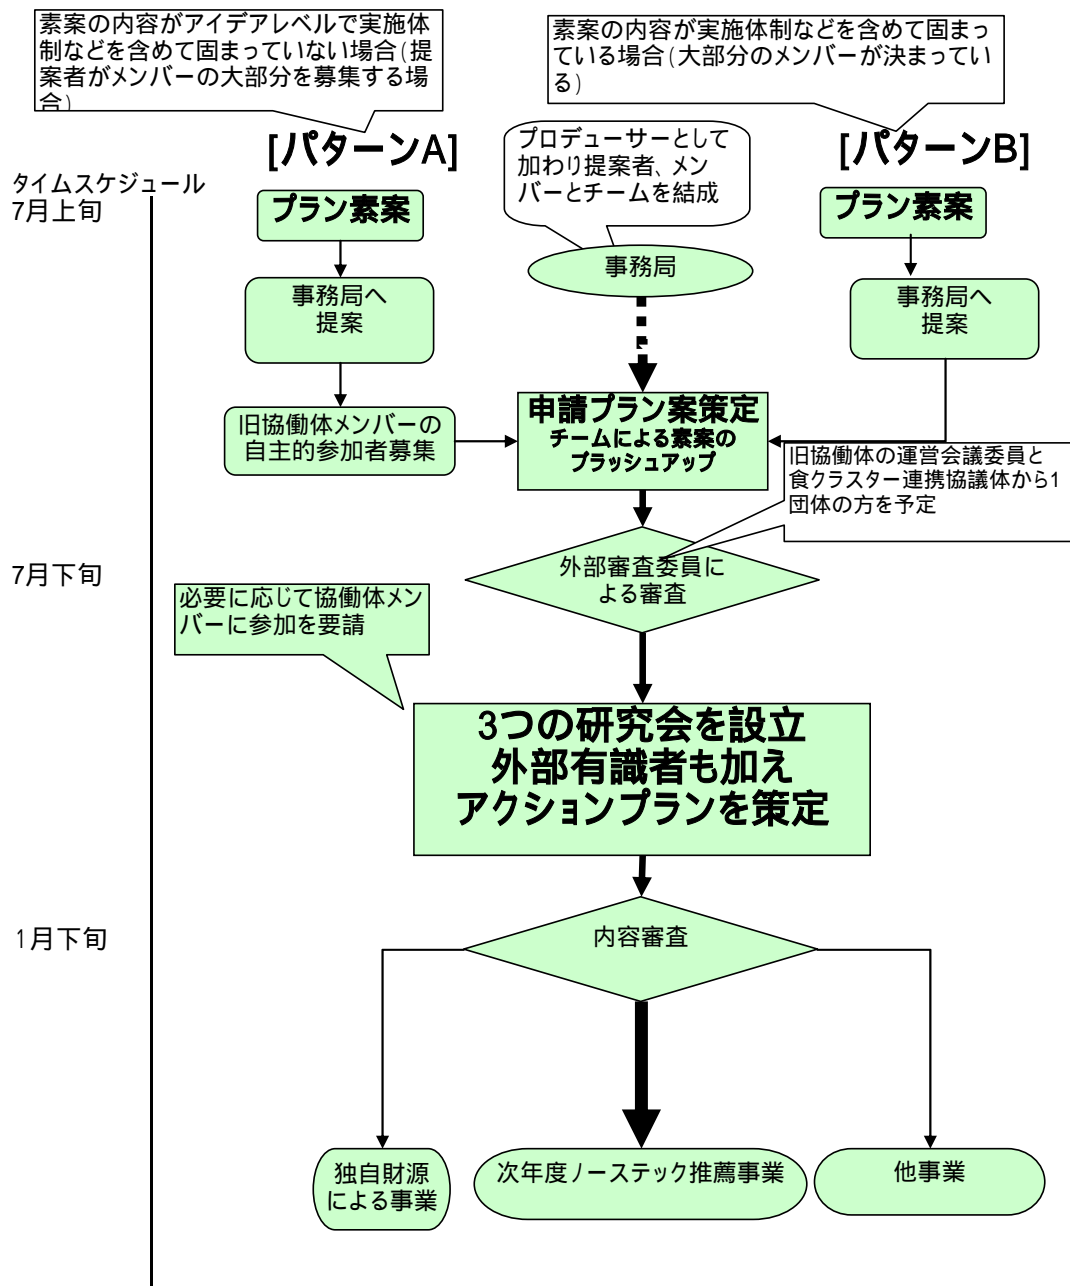 素案の内容がアイデアレベルで実施体
制などを含めて固まっていない場合(提
案者がメンバーの大部分を募集する場
合)
素案の内容が実施体制などを含めて固まっ
ている場合(大部分のメンバーが決まってい
る)
[パターンA]
プロデューサーとして
加わり提案者、メン
バーとチームを結成
[パターンB]
タイムスケジュール
7月上旬
プラン素案
プラン素案
事務局
事務局へ
提案
事務局へ
提案
旧協働体メンバーの
自主的参加者募集
申請プラン案策定
チームによる素案の
ブラッシュアップ
旧協働体の運営会議委員と
食クラスター連携協議体から1
団体の方を予定
7月下旬
外部審査委員に
よる審査
必要に応じて協働体メン
バーに参加を要請
3つの研究会を設立
外部有識者も加え
アクションプランを策定
1月下旬
内容審査
独自財源
による事業
次年度ノーステック推薦事業
他事業